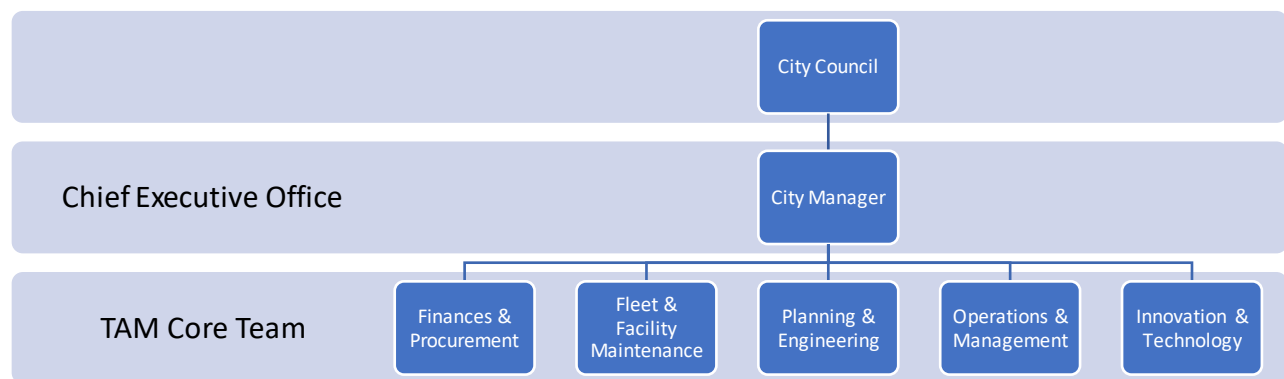 City Council
Chief Executive Office
City Manager
TAM Core Team
Finances &
Procurement
Fleet &
Facility
Maintenance
Planning &
Engineering
Operations &
Management
Innovation &
Technology